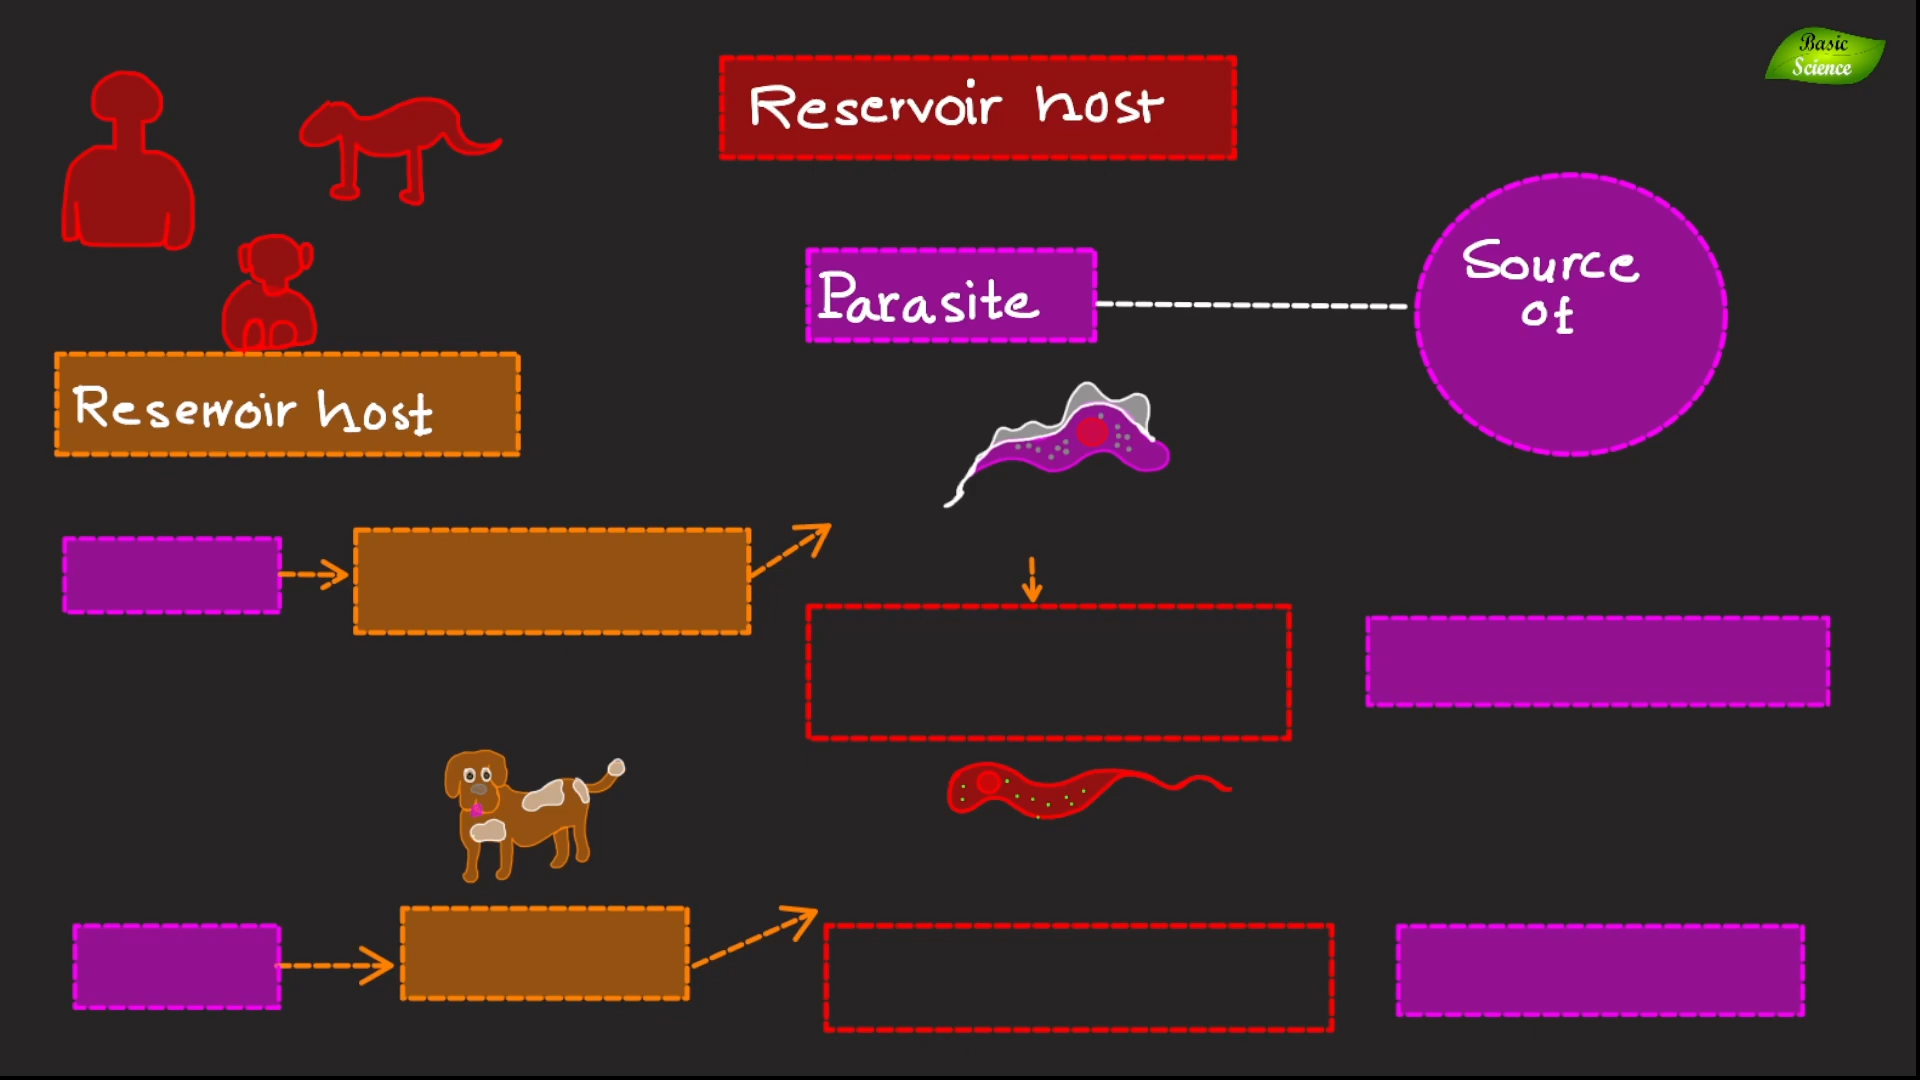 Basic
Science
Reservoir host
Source
of
Parasite
Reservoir host